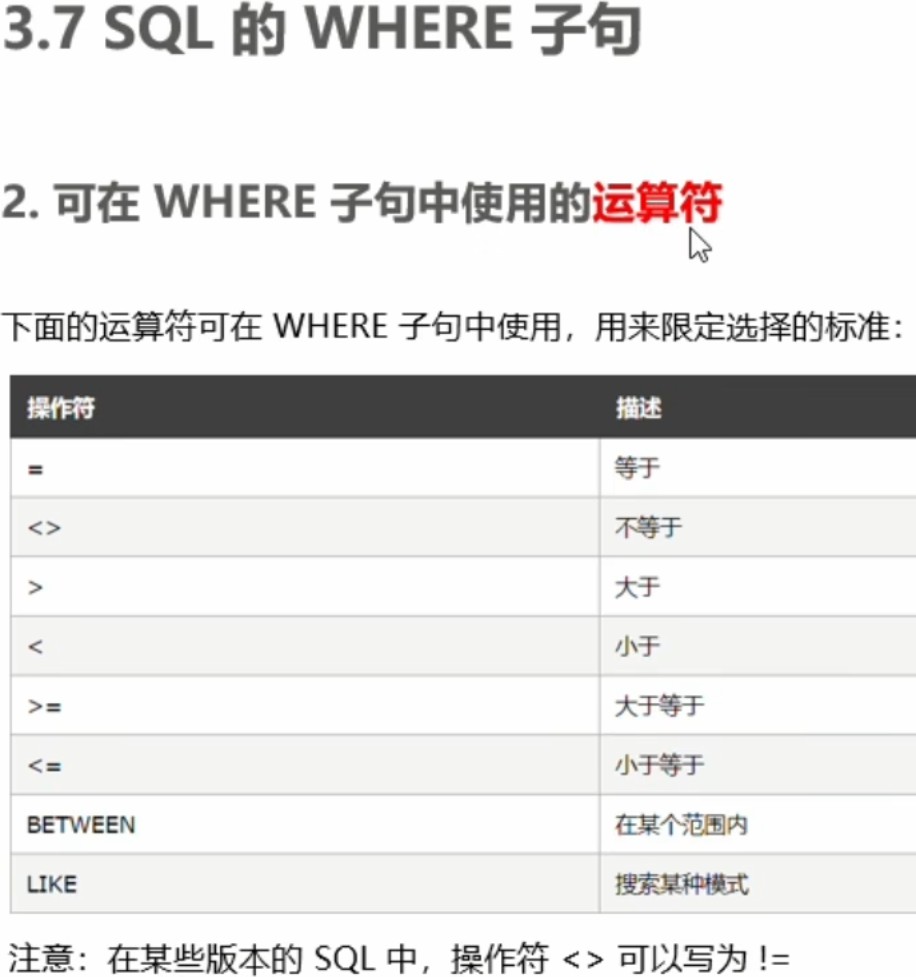 3.7 SQL 的 WHERE 子句
2. 可在 WHERE 子句中使用的运算符
下面的运算符可在 WHERE 子句中使用，用来限定选择的标准：
操作符 描述
= 等于
<> 不等于
> 大于
< 小于
>= 大于等于
<= 小于等于
BETWEEN 在某个范围内
LIKE 搜索某种模式
注意：在某些版本的 SQL 中，操作符 <> 可以写为 !=